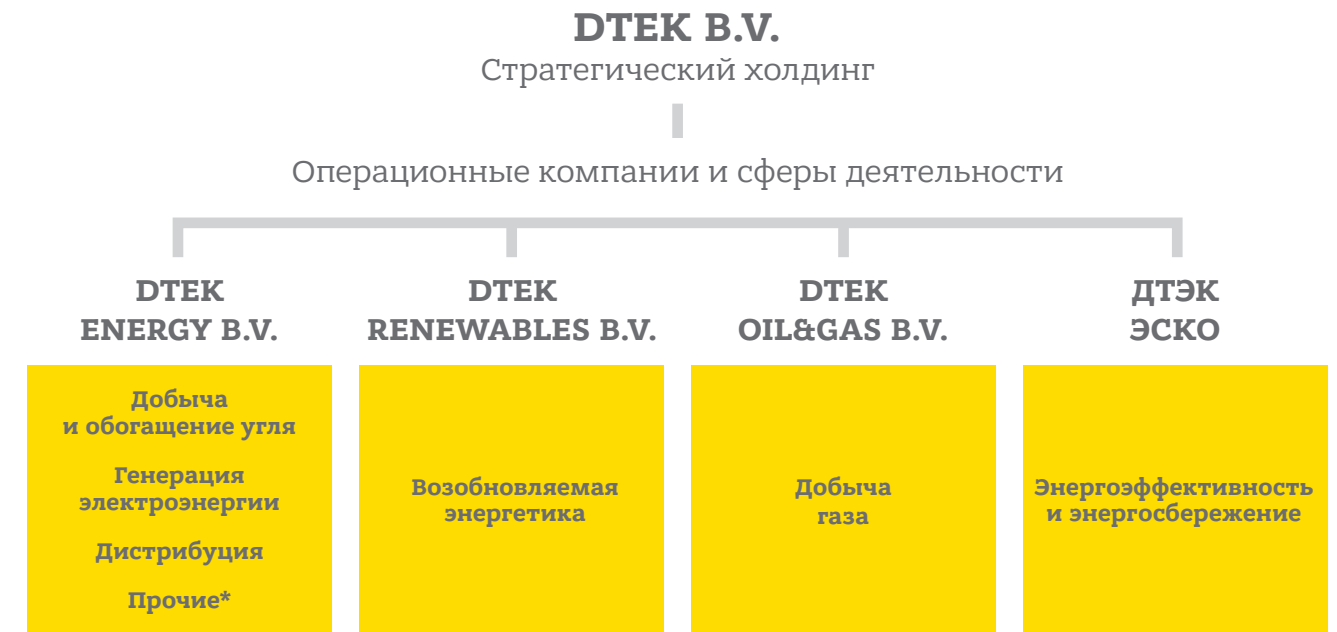 DTEK B.V.
Стратегический холдинг
Операционные компании и сферы деятельности
DTEK
ENERGY B.V.
Добыча
и обогащение угля
Генерация
электроэнергии
Дистрибуция
Прочие*
DTEK
RENEWABLES B.V.
Возобновляемая
энергетика
DTEK
OIL&GAS B.V.
Добыча
газа
ДТЭК
ЭСКО
Энергоэффективность
и энергосбережение